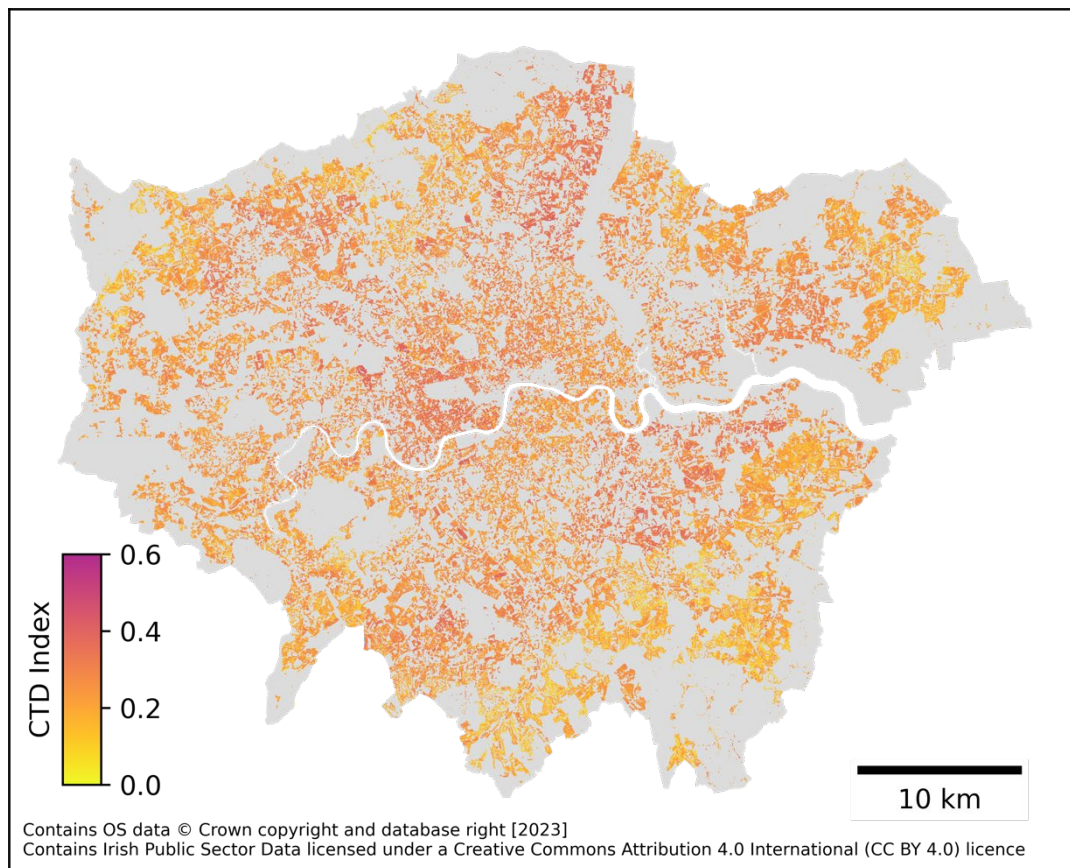 0.6
0.4
0.2
0.0
CTD Index
10 km
Contains OS data © Crown copyright and database right [2023]
Contains Irish Public Sector Data licensed under a Creative Commons Attribution 4.0 International (CC BY 4.0) licence